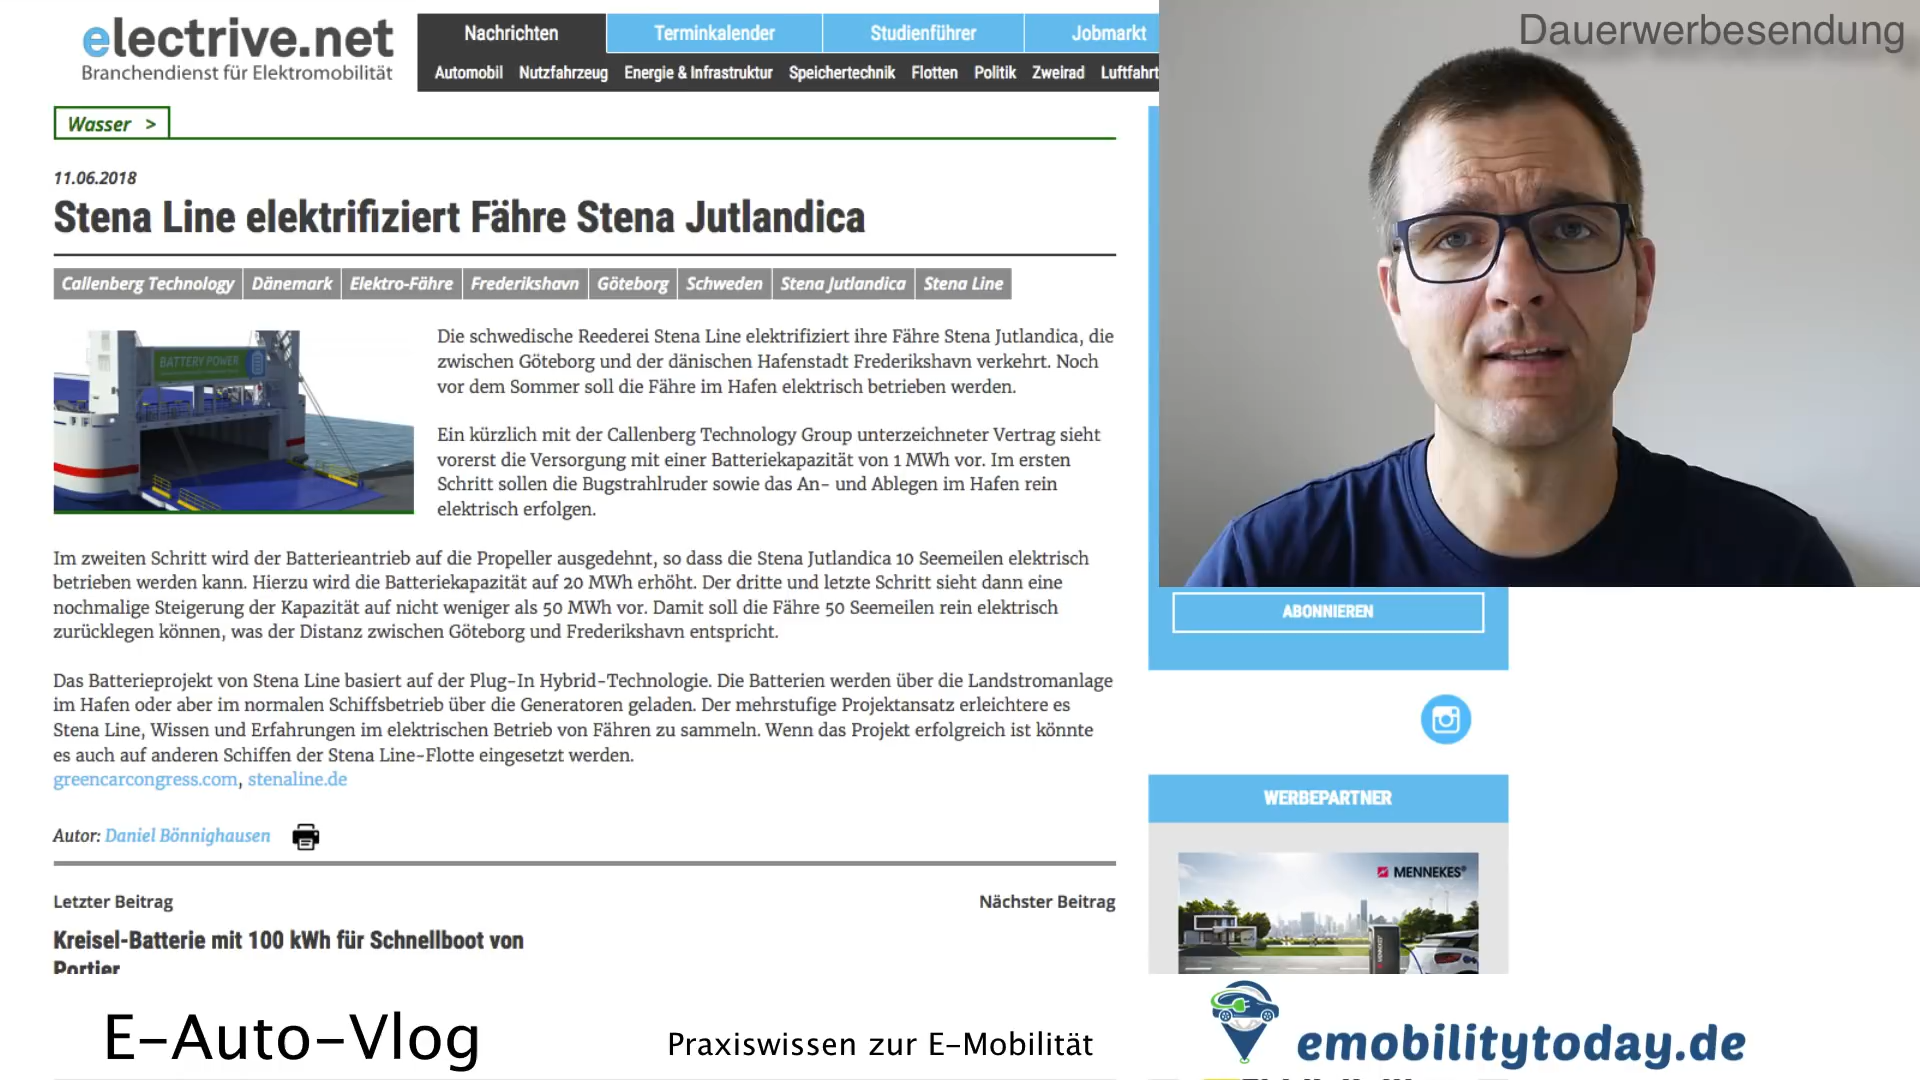 electrive.net
Branchendienst für Elektromobilität
Nachrichten
Terminkalender
Studienführer
Jobmarkt
Automobil
Nutzfahrzeug
Energie & Infrastruktur
Speichertechnik
Flotten
Politik
Zweirad
Luftfahrt
Dauerwerbesendung
Wasser >
11.06.2018
Stena Line elektrifiziert Fähre Stena Jutlandica
Callenberg Technology
Dänemark
Elektro-Fähre
Frederikshavn
Göteborg
Schweden
Stena Jutlandica
Stena Line
BATTERY POWER
Die schwedische Reederei Stena Line elektrifiziert ihre Fähre Stena Jutlandica, die
zwischen Göteborg und der dänischen Hafenstadt Frederikshavn verkehrt. Noch
vor dem Sommer soll die Fähre im Hafen elektrisch betrieben werden.
Ein kürzlich mit der Callenberg Technology Group unterzeichneter Vertrag sieht
vorerst die Versorgung mit einer Batteriekapazität von 1 MWh vor. Im ersten
Schritt sollen die Bugstrahlruder sowie das An- und Ablegen im Hafen rein
elektrisch erfolgen.
Im zweiten Schritt wird der Batterieantrieb auf die Propeller ausgedehnt, so dass die Stena Jutlandica 10 Seemeilen elektrisch
betrieben werden kann. Hierzu wird die Batteriekapazität auf 20 MWh erhöht. Der dritte und letzte Schritt sieht dann eine
nochmalige Steigerung der Kapazität auf nicht weniger als 50 MWh vor. Damit soll die Fähre 50 Seemeilen rein elektrisch
zurücklegen können, was der Distanz zwischen Göteborg und Frederikshavn entspricht.
Das Batterieprojekt von Stena Line basiert auf der Plug-In Hybrid-Technologie. Die Batterien werden über die Landstromanlage
im Hafen oder aber im normalen Schiffsbetrieb über die Generatoren geladen. Der mehrstufige Projektansatz erleichtere es
Stena Line, Wissen und Erfahrungen im elektrischen Betrieb von Fähren zu sammeln. Wenn das Projekt erfolgreich ist könnte
es auch auf anderen Schiffen der Stena Line-Flotte eingesetzt werden.
greencarcongress.com, stenaline.de
Autor: Daniel Bönnighausen
Letzter Beitrag
Nächster Beitrag
Kreisel-Batterie mit 100 kWh für Schnellboot von
Portier
ABONNIEREN
WERBEPARTNER
MENNEKES
E-Auto-Vlog
Praxiswissen zur E-Mobilität
emobilitytoday.de